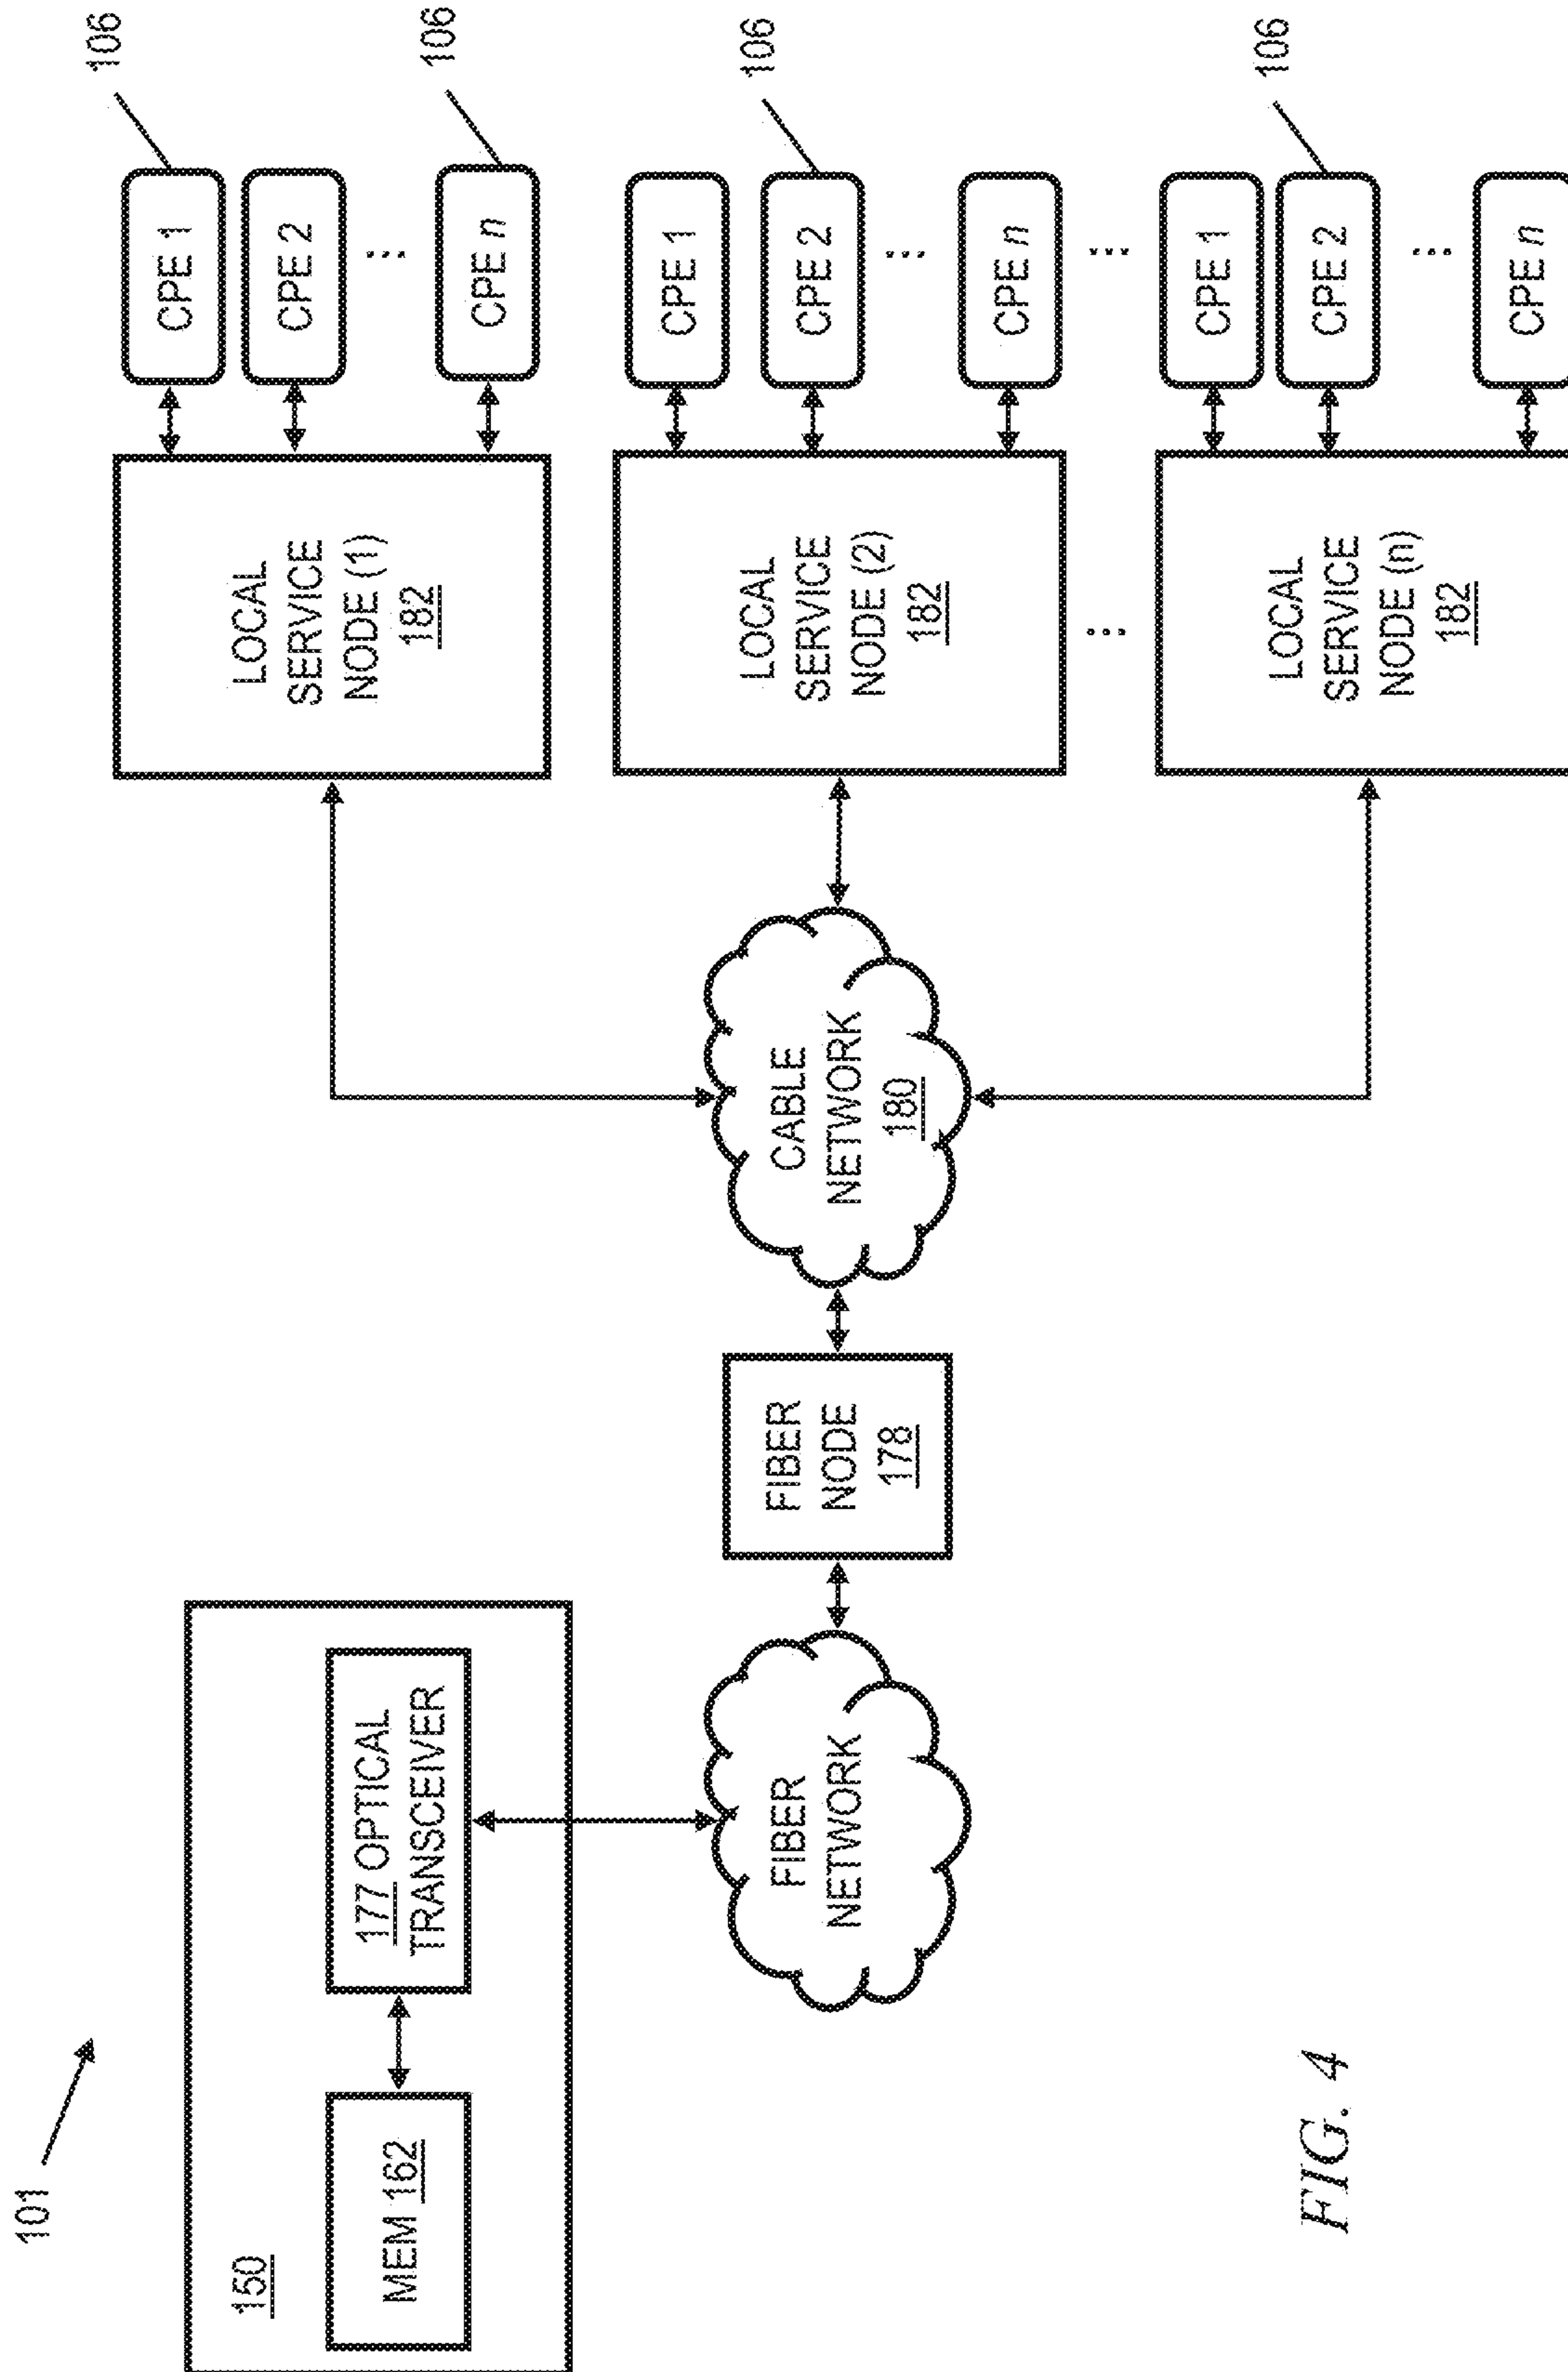 101
150
MEM 162
177 OPTICAL
TRANSCEIVER
FIBER
NETWORK
FIBER
NODE
178
CABLE
NETWORK
180
LOCAL
SERVICE
NODE (1)
182
CPE 1
106
CPE 2
...
CPE n
106
LOCAL
SERVICE
NODE (2)
182
CPE 1
CPE 2
106
...
CPE n
...
...
LOCAL
SERVICE
NODE (n)
182
CPE 1
CPE 2
106
...
CPE n
FIG. 4